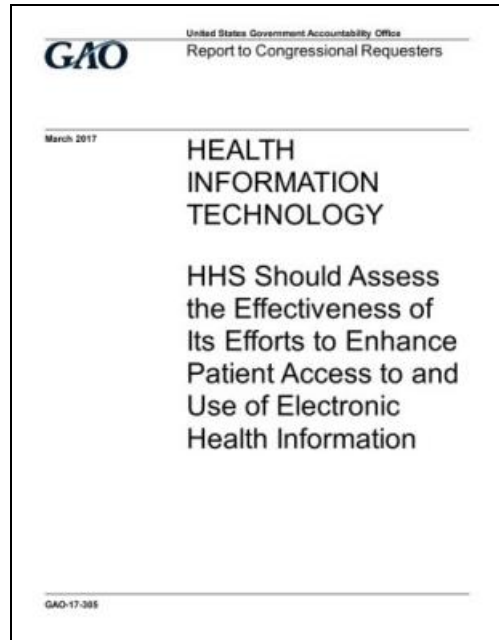 United States Government Accountability Office
GAO
Report to Congressional Requesters
March 2017
HEALTH
INFORMATION
TECHNOLOGY
HHS Should Assess
the Effectiveness of
Its Efforts to Enhance
Patient Access to and
Use of Electronic
Health Information
GAO-17-305